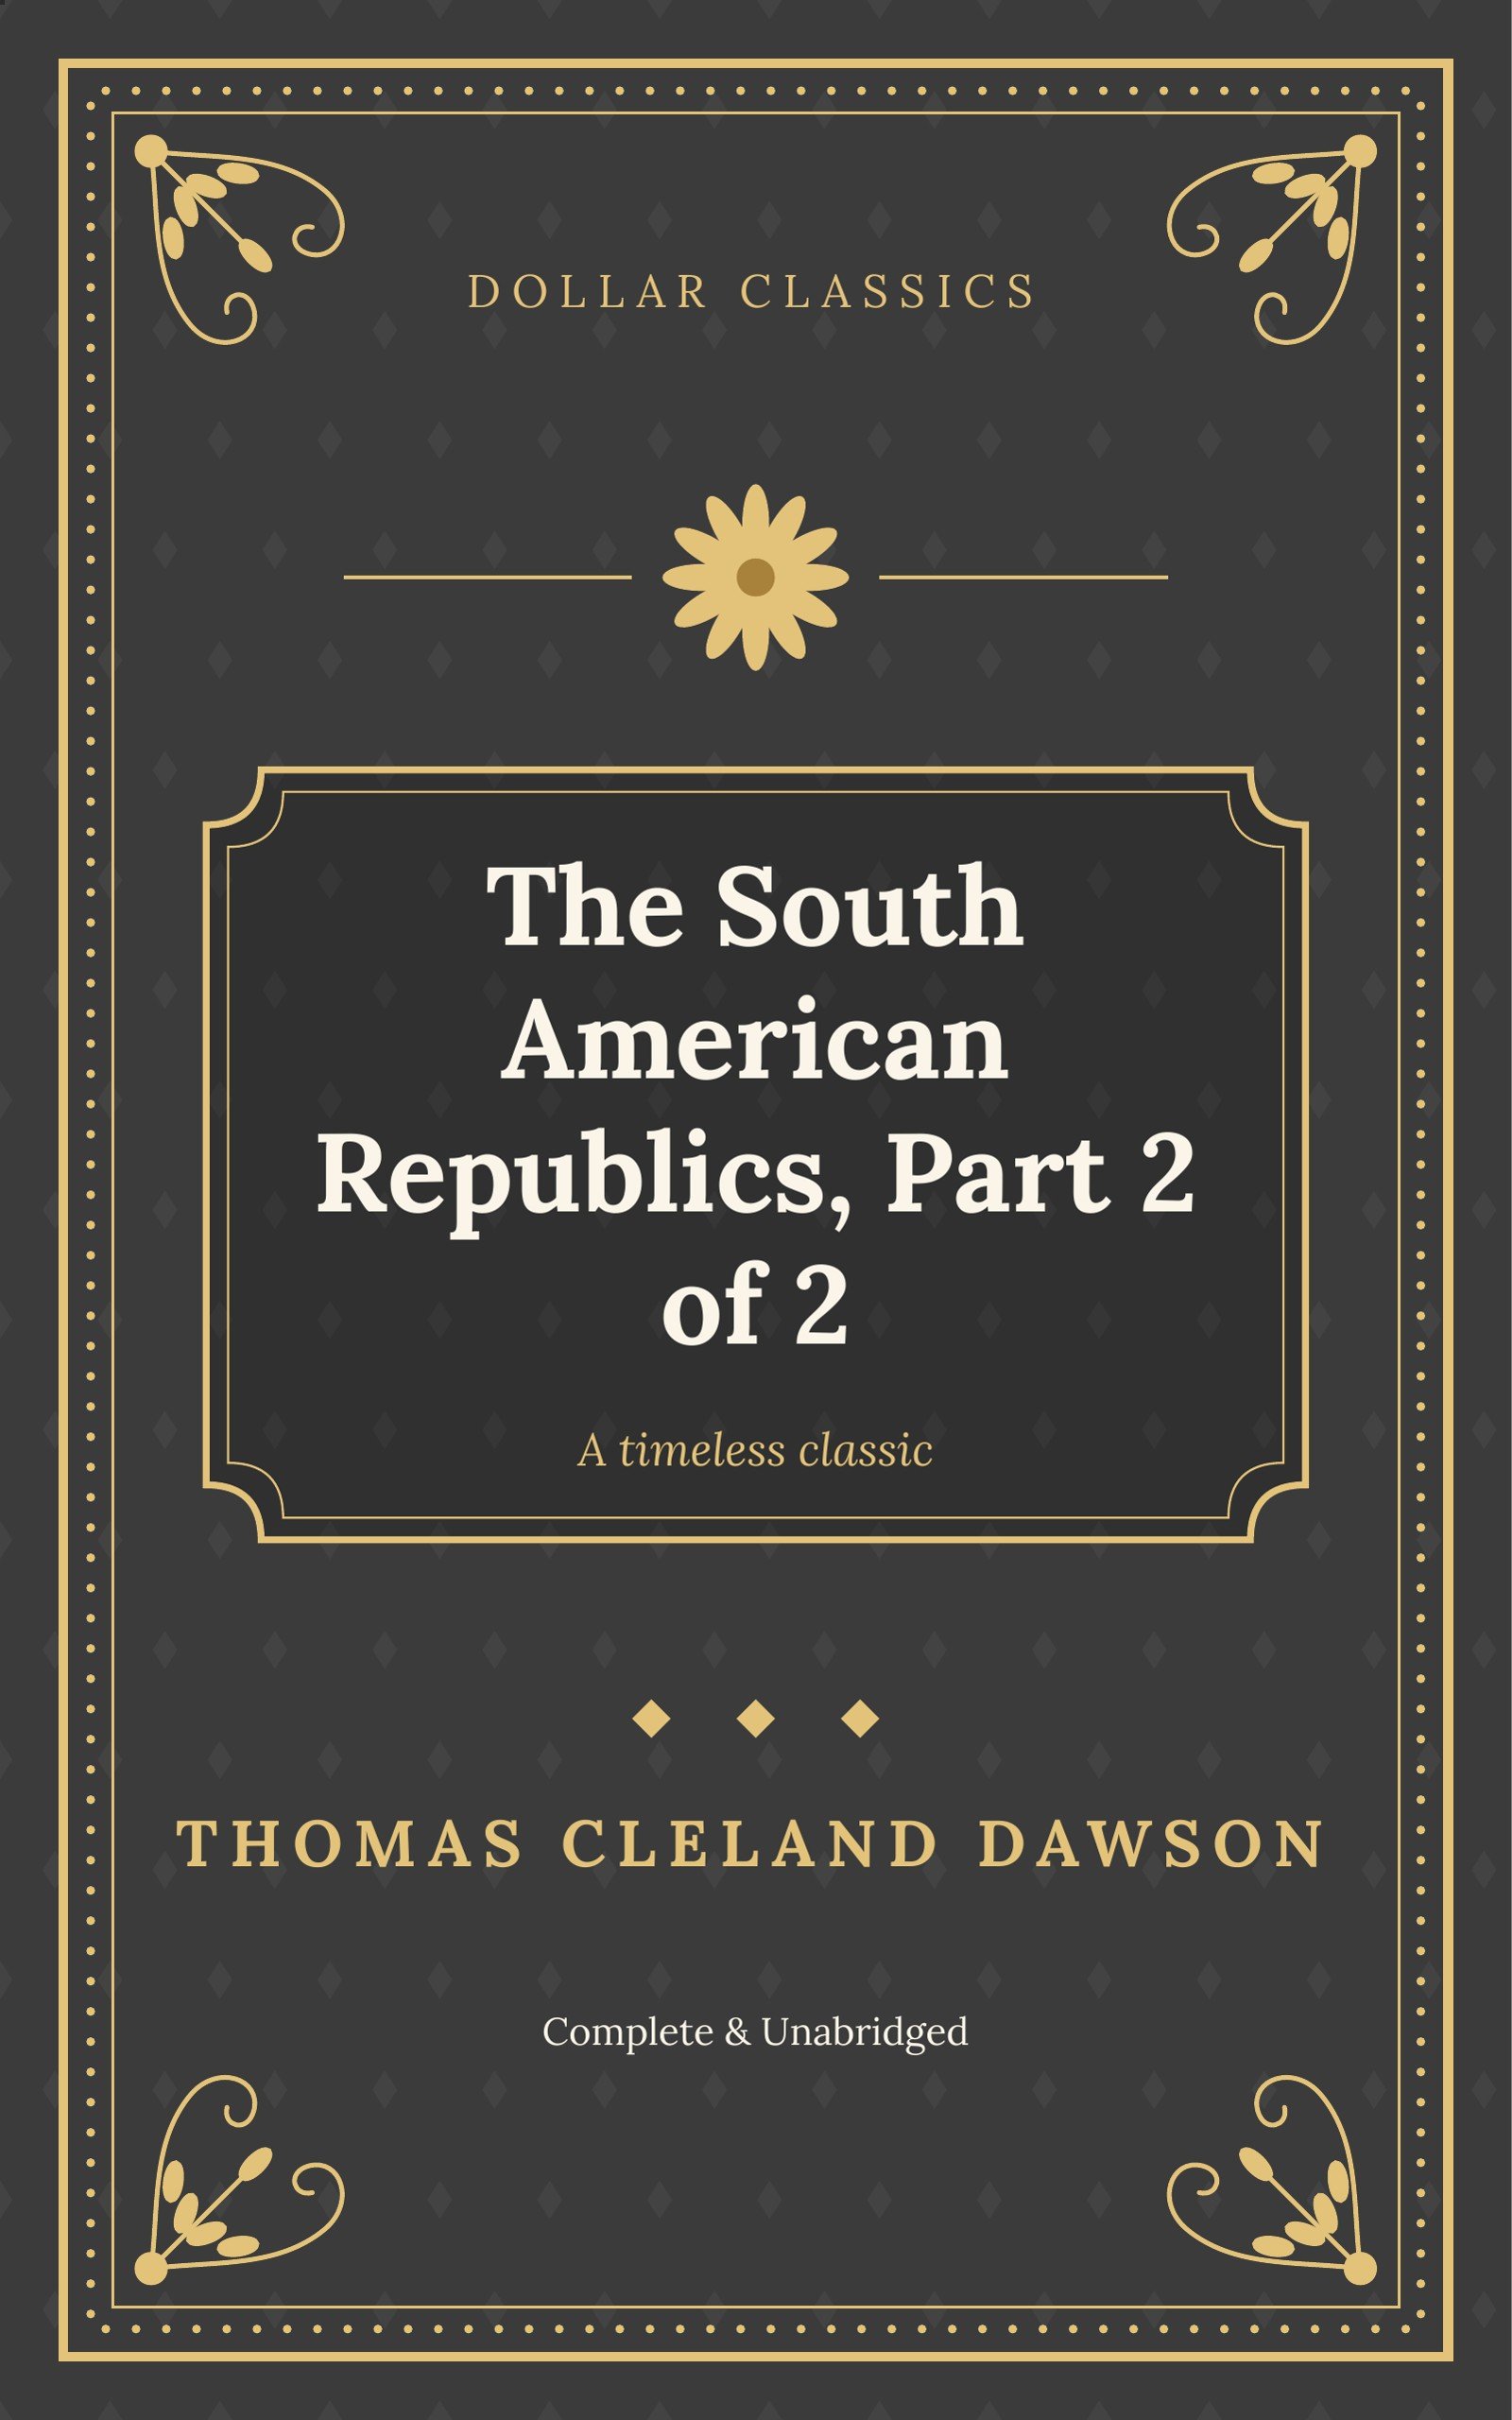 DOLLAR CLASSICS
The South
American
Republics, Part 2
of 2
A timeless classic
THOMAS CLELAND DAWSON
Complete & Unabridged